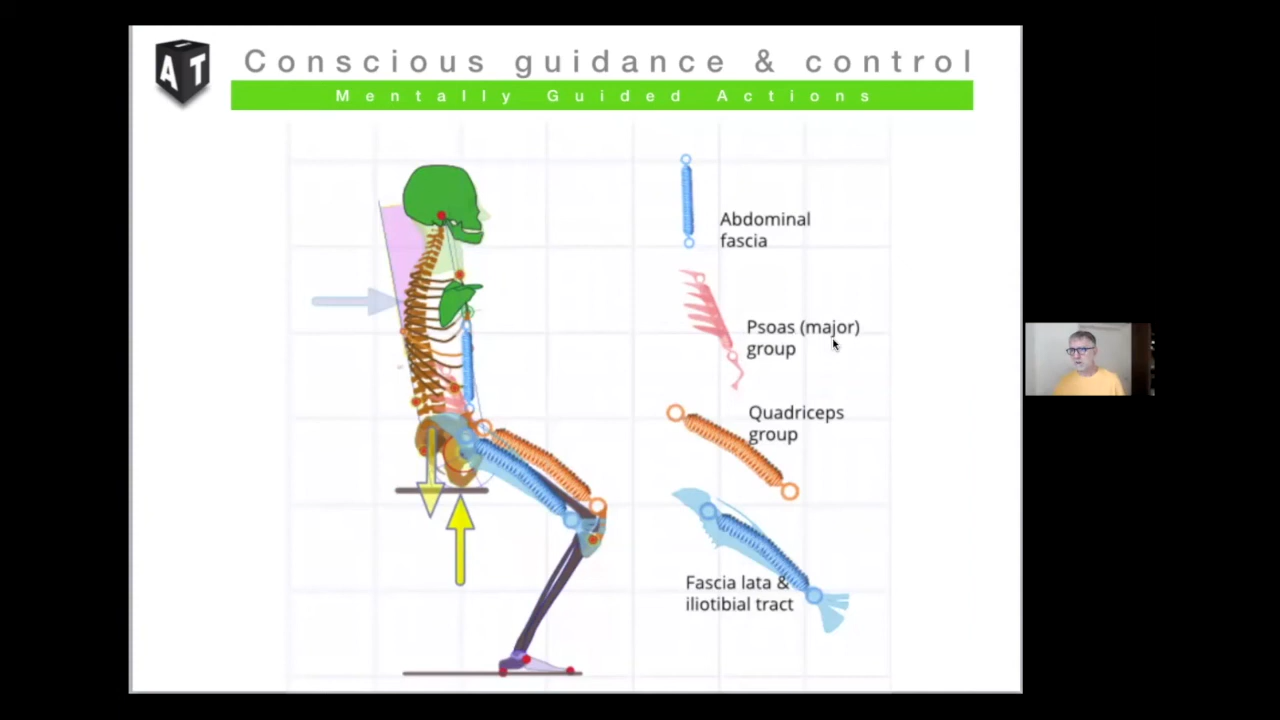 AT
Conscious guidance & control
Mentally Guided Actions
Abdominal
fascia
Psoas (major)
group
Quadriceps
group
Fascia lata &
iliotibial tract